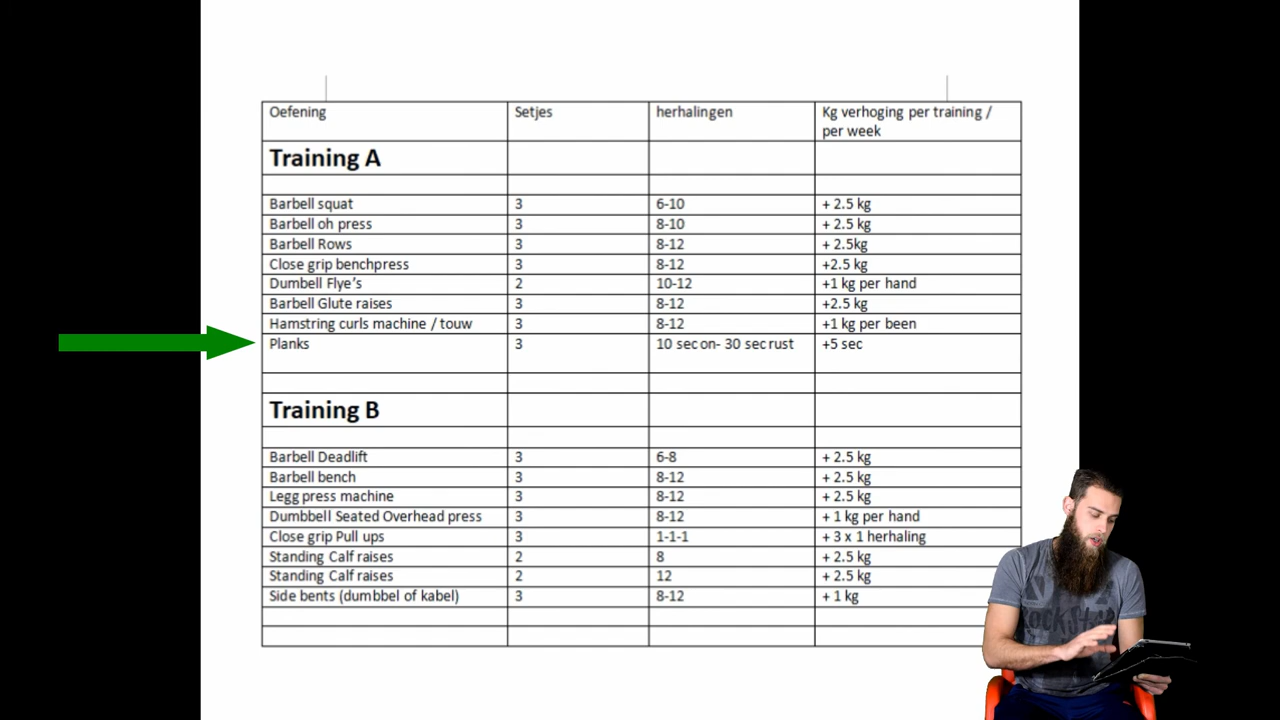 Oefening Setjes herhalingen Kg verhoging per training /
per week
Training A
Barbell squat 3 6-10 + 2.5 kg
Barbell oh press 3 8-10 + 2.5 kg
Barbell Rows 3 8-12 + 2.5kg
Close grip benchpress 3 8-12 +2.5 kg
Dumbell Flye's 2 10-12 +1 kg per hand
Barbell Glute raises 3 8-12 +2.5 kg
Hamstring curls machine / touw 3 8-12 +1 kg per been
Planks 3 10 sec on- 30 sec rust +5 sec
Training B
Barbell Deadlift 3 6-8 + 2.5 kg
Barbell bench 3 8-12 + 2.5 kg
Legg press machine 3 8-12 + 2.5 kg
Dumbbell Seated Overhead press 3 8-12 + 1 kg per hand
Close grip Pull ups 3 1-1-1 + 3 x 1 herhaling
Standing Calf raises 2 8 + 2.5 kg
Standing Calf raises 2 12 + 2.5 kg
Side bents (dumbbel of kabel) 3 8-12 + 1 kg
ROCK STAR